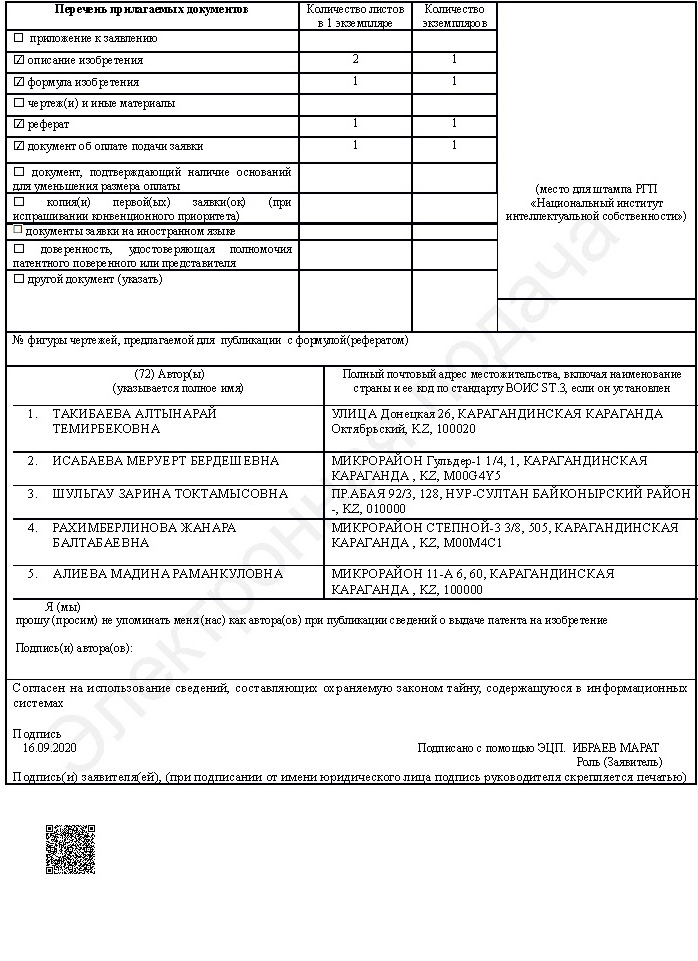 Перечень прилагаемых документов
Количество листов
в 1 экземпляре
Количество
экземпляров
☐ приложение к заявлению
☑ описание изобретения 2 1
☑ формула изобретения 1 1
☐ чертеж(и) и иные материалы
☑ реферат 1 1
☑ документ об оплате подачи заявки 1 1
☐ документ, подтверждающий наличие оснований
для уменьшения размера оплаты
☐ копия(и) первой(ых) заявки(ок) (при
испрашивании конвенционного приоритета)
☐ документы заявки на иностранном языке
☐ доверенность, удостоверяющая полномочия
патентного поверенного или представителя
☐ другой документ (указать)
(место для штампа РГП
«Национальный институт
интеллектуальной собственности»)
№ фигуры чертежей, предлагаемой для публикации с формулой(рефератом)
(72) Автор(ы)
(указывается полное имя)
Полный почтовый адрес местожительства, включая наименование
страны и ее код по стандарту ВОИС ST.3, если он установлен
1. ТАКИБАЕВА АЛТЫНАРАЙ
ТЕМИРБЕКОВНА
УЛИЦА Донецкая 26, КАРАГАНДИНСКАЯ КАРАГАНДА
Октябрьский, KZ, 100020
2. ИСАБАЕВА МЕРУЕРТ БЕРДЕШЕВНА
МИКРОРАЙОН Гульдер-1 1/4, 1, КАРАГАНДИНСКАЯ
КАРАГАНДА , KZ, M00G4Y5
3. ШУЛЬГАУ ЗАРИНА ТОКТАМЫСОВНА
ПР.АБАЯ 92/3, 128, НУР-СУЛТАН БАЙКОНЫРСКИЙ РАЙОН
-, KZ, 010000
4. РАХИМБЕРЛИНОВА ЖАНАРА
БАЛТАБАЕВНА
МИКРОРАЙОН СТЕПНОЙ-3 3/8, 505, КАРАГАНДИНСКАЯ
КАРАГАНДА , KZ, M00M4C1
5. АЛИЕВА МАДИНА РАМАНКУЛОВНА
МИКРОРАЙОН 11-А 6, 60, КАРАГАНДИНСКАЯ
КАРАГАНДА , KZ, 100000
Я (мы)
прошу (просим) не упоминать меня (нас) как автора(ов) при публикации сведений о выдаче патента на изобретение
Подпись(и) автора(ов):
Согласен на использование сведений, составляющих охраняемую законом тайну, содержащуюся в информационных
системах
Подпись
16.09.2020 Подписано с помощью ЭЦП. ИБРАЕВ МАРАТ
Роль (Заявитель)
Подпись(и) заявителя(ей), (при подписании от имени юридического лица подпись руководителя скрепляется печатью)
Электронная подача